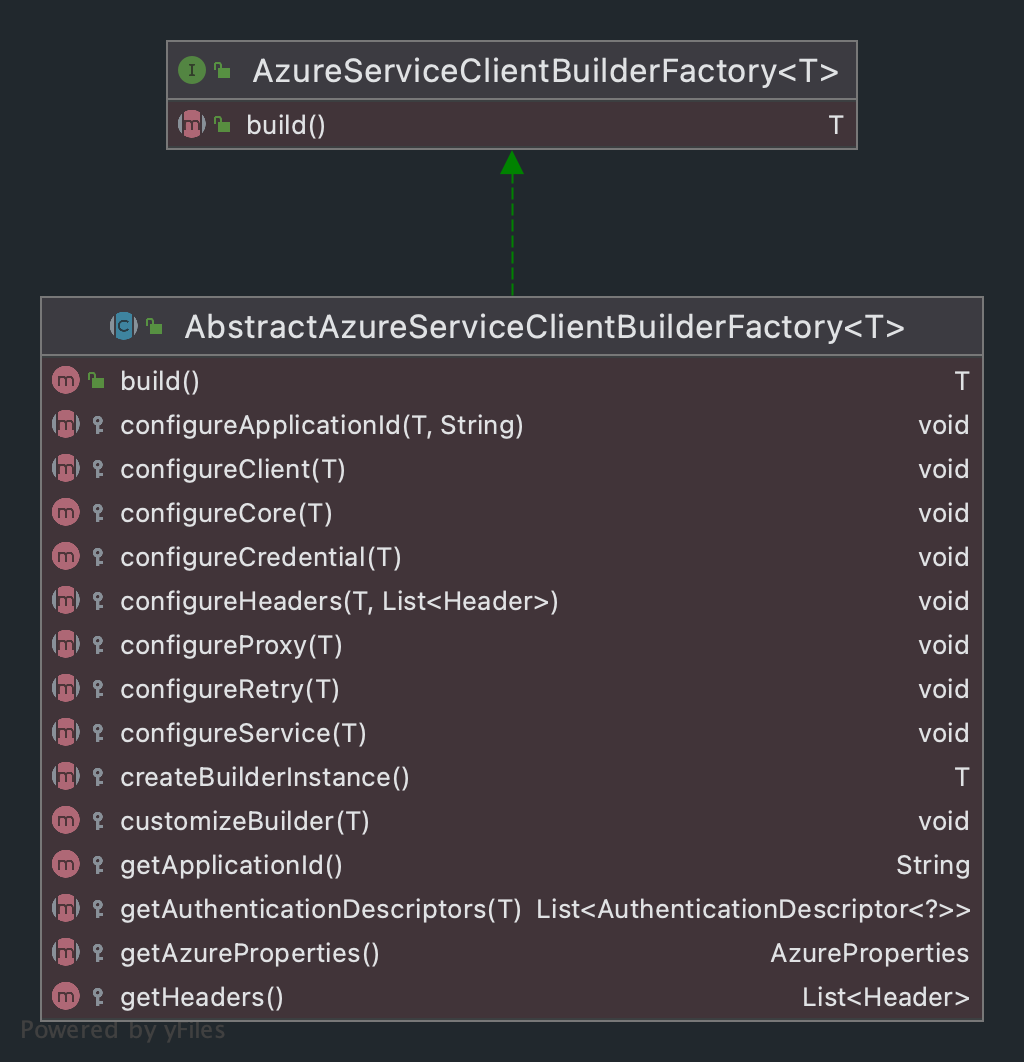 AzureServiceClientBuilderFactory<T>
build() T
AbstractAzureServiceClientBuilderFactory<T>
build() T
configureApplicationId(T, String) void
configureClient(T) void
configureCore(T) void
configureCredential(T) void
configureHeaders(T, List<Header>) void
configureProxy(T) void
configureRetry(T) void
configureService(T) void
createBuilderInstance() T
customizeBuilder(T) void
getApplicationId() String
getAuthenticationDescriptors(T) List<AuthenticationDescriptor<?>>
getAzureProperties() AzureProperties
getHeaders() List<Header>
Powered by yFiles